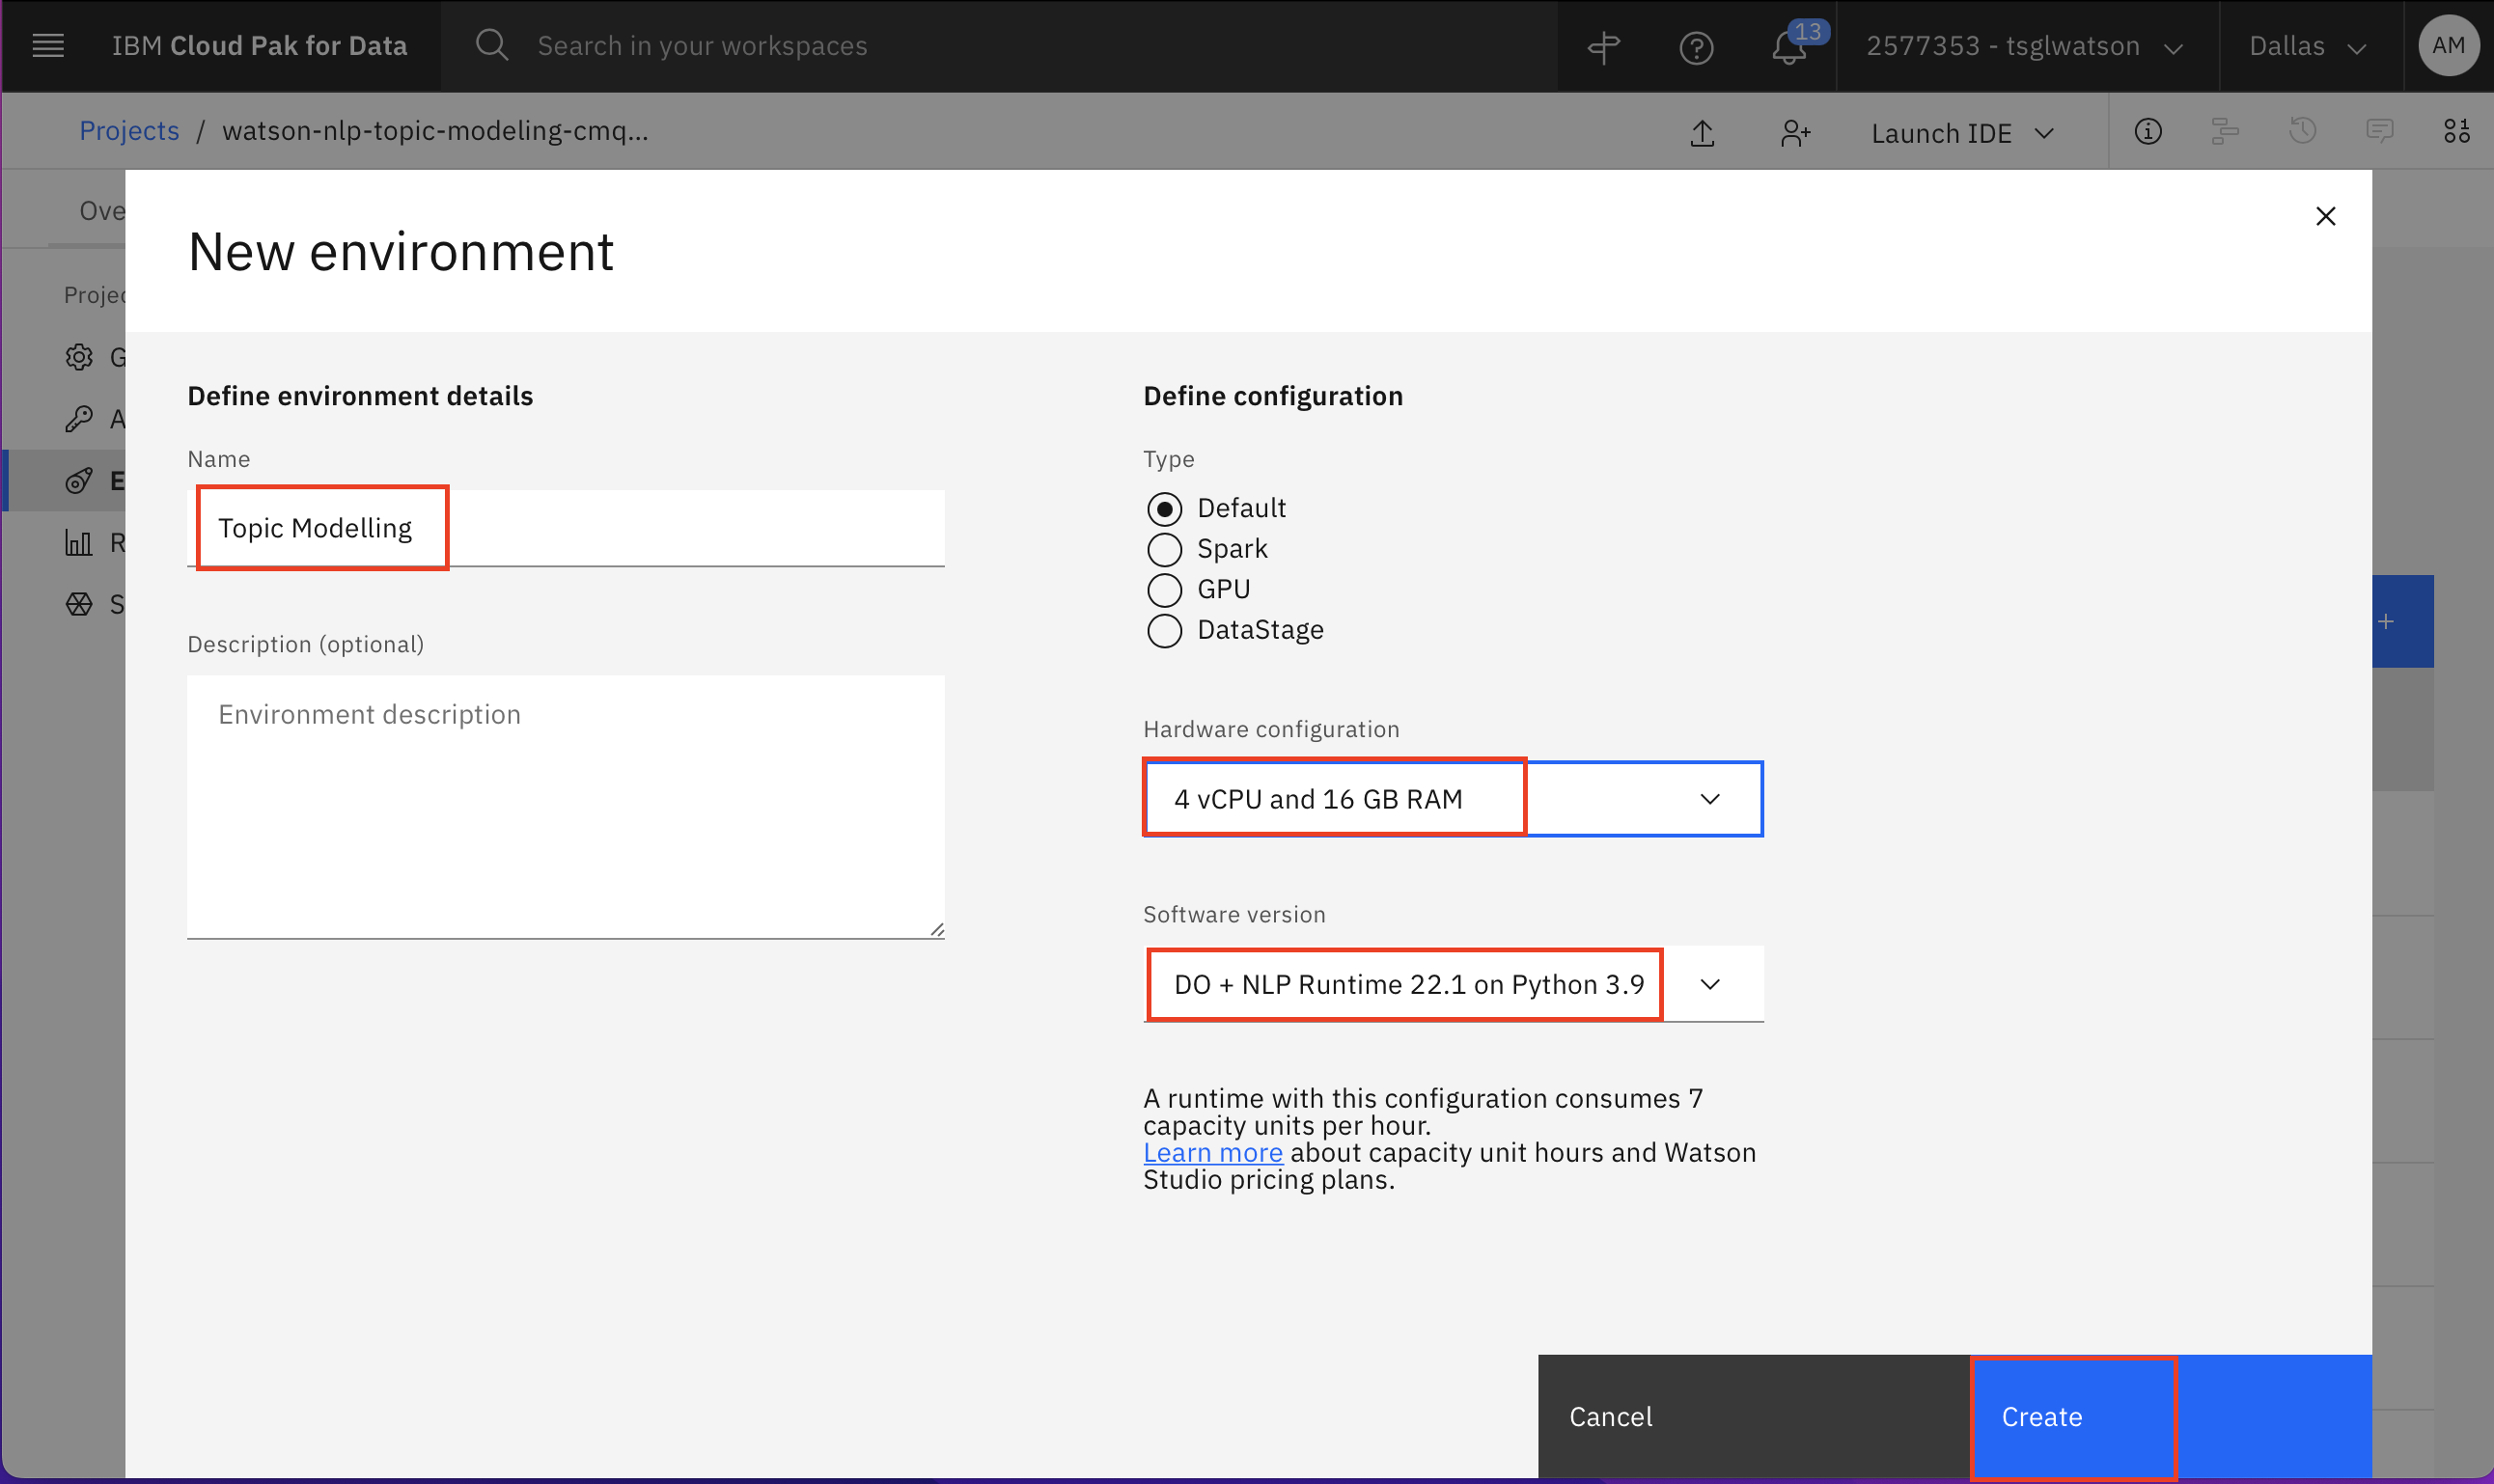 IBM Cloud Pak for Data
Search in your workspaces
13
2577353 - tsglwatson
Dallas
AM
Projects / watson-nlp-topic-modeling-cmq...
Launch IDE
Ove
New environment
Projec
G
A
E
R
S
Define environment details
Name
Topic Modelling
Description (optional)
Environment description
Define configuration
Type
Default
Spark
GPU
DataStage
Hardware configuration
4 vCPU and 16 GB RAM
Software version
DO + NLP Runtime 22.1 on Python 3.9
A runtime with this configuration consumes 7
capacity units per hour.
Learn more about capacity unit hours and Watson
Studio pricing plans.
+
Cancel
Create